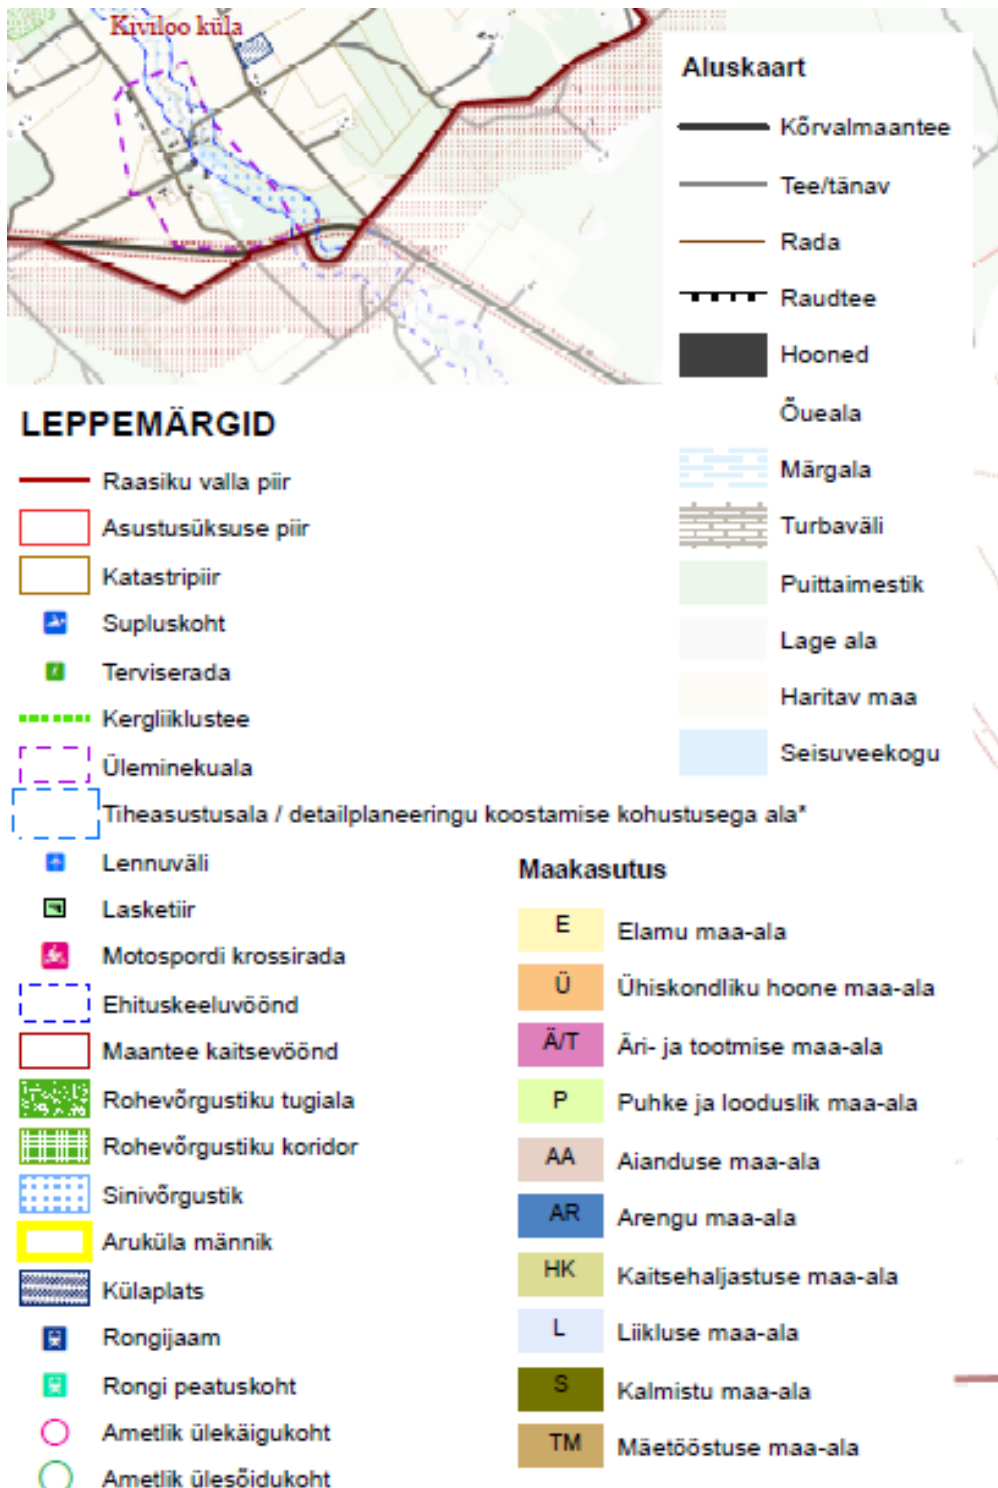 Kiviloo küla
Aluskaart
Kõrvalmaantee
Tee/tänav
Rada
Raudtee
Hooned
Õueala
Märgala
Turbaväli
Puittaimestik
Lage ala
Haritav maa
Seisuveekogu
LEPPEMÄRGID
Raasiku valla piir
Asustusüksuse piir
Katastripiir
Supluskoht
Terviserada
Kergliiklustee
Üleminekuala
Tiheasustusala / detailplaneeringu koostamise kohustusega ala*
Lennuväli
Lasketiir
Motospordi krossirada
Ehituskeeluvöönd
Maantee kaitsevöönd
Rohevõrgustiku tugiala
Rohevõrgustiku koridor
Sinivõrgustik
Aruküla männik
Külaplats
Rongijaam
Rongi peatuskoht
Ametlik ülekäigukoht
Ametlik ülesõidukoht
Maakasutus
E Elamu maa-ala
Ü Ühiskondliku hoone maa-ala
Ä/T Äri- ja tootmise maa-ala
P Puhke ja looduslik maa-ala
AA Aianduse maa-ala
AR Arengu maa-ala
HK Kaitsehaljastuse maa-ala
L Liikluse maa-ala
S Kalmistu maa-ala
TM Mäetööstuse maa-ala